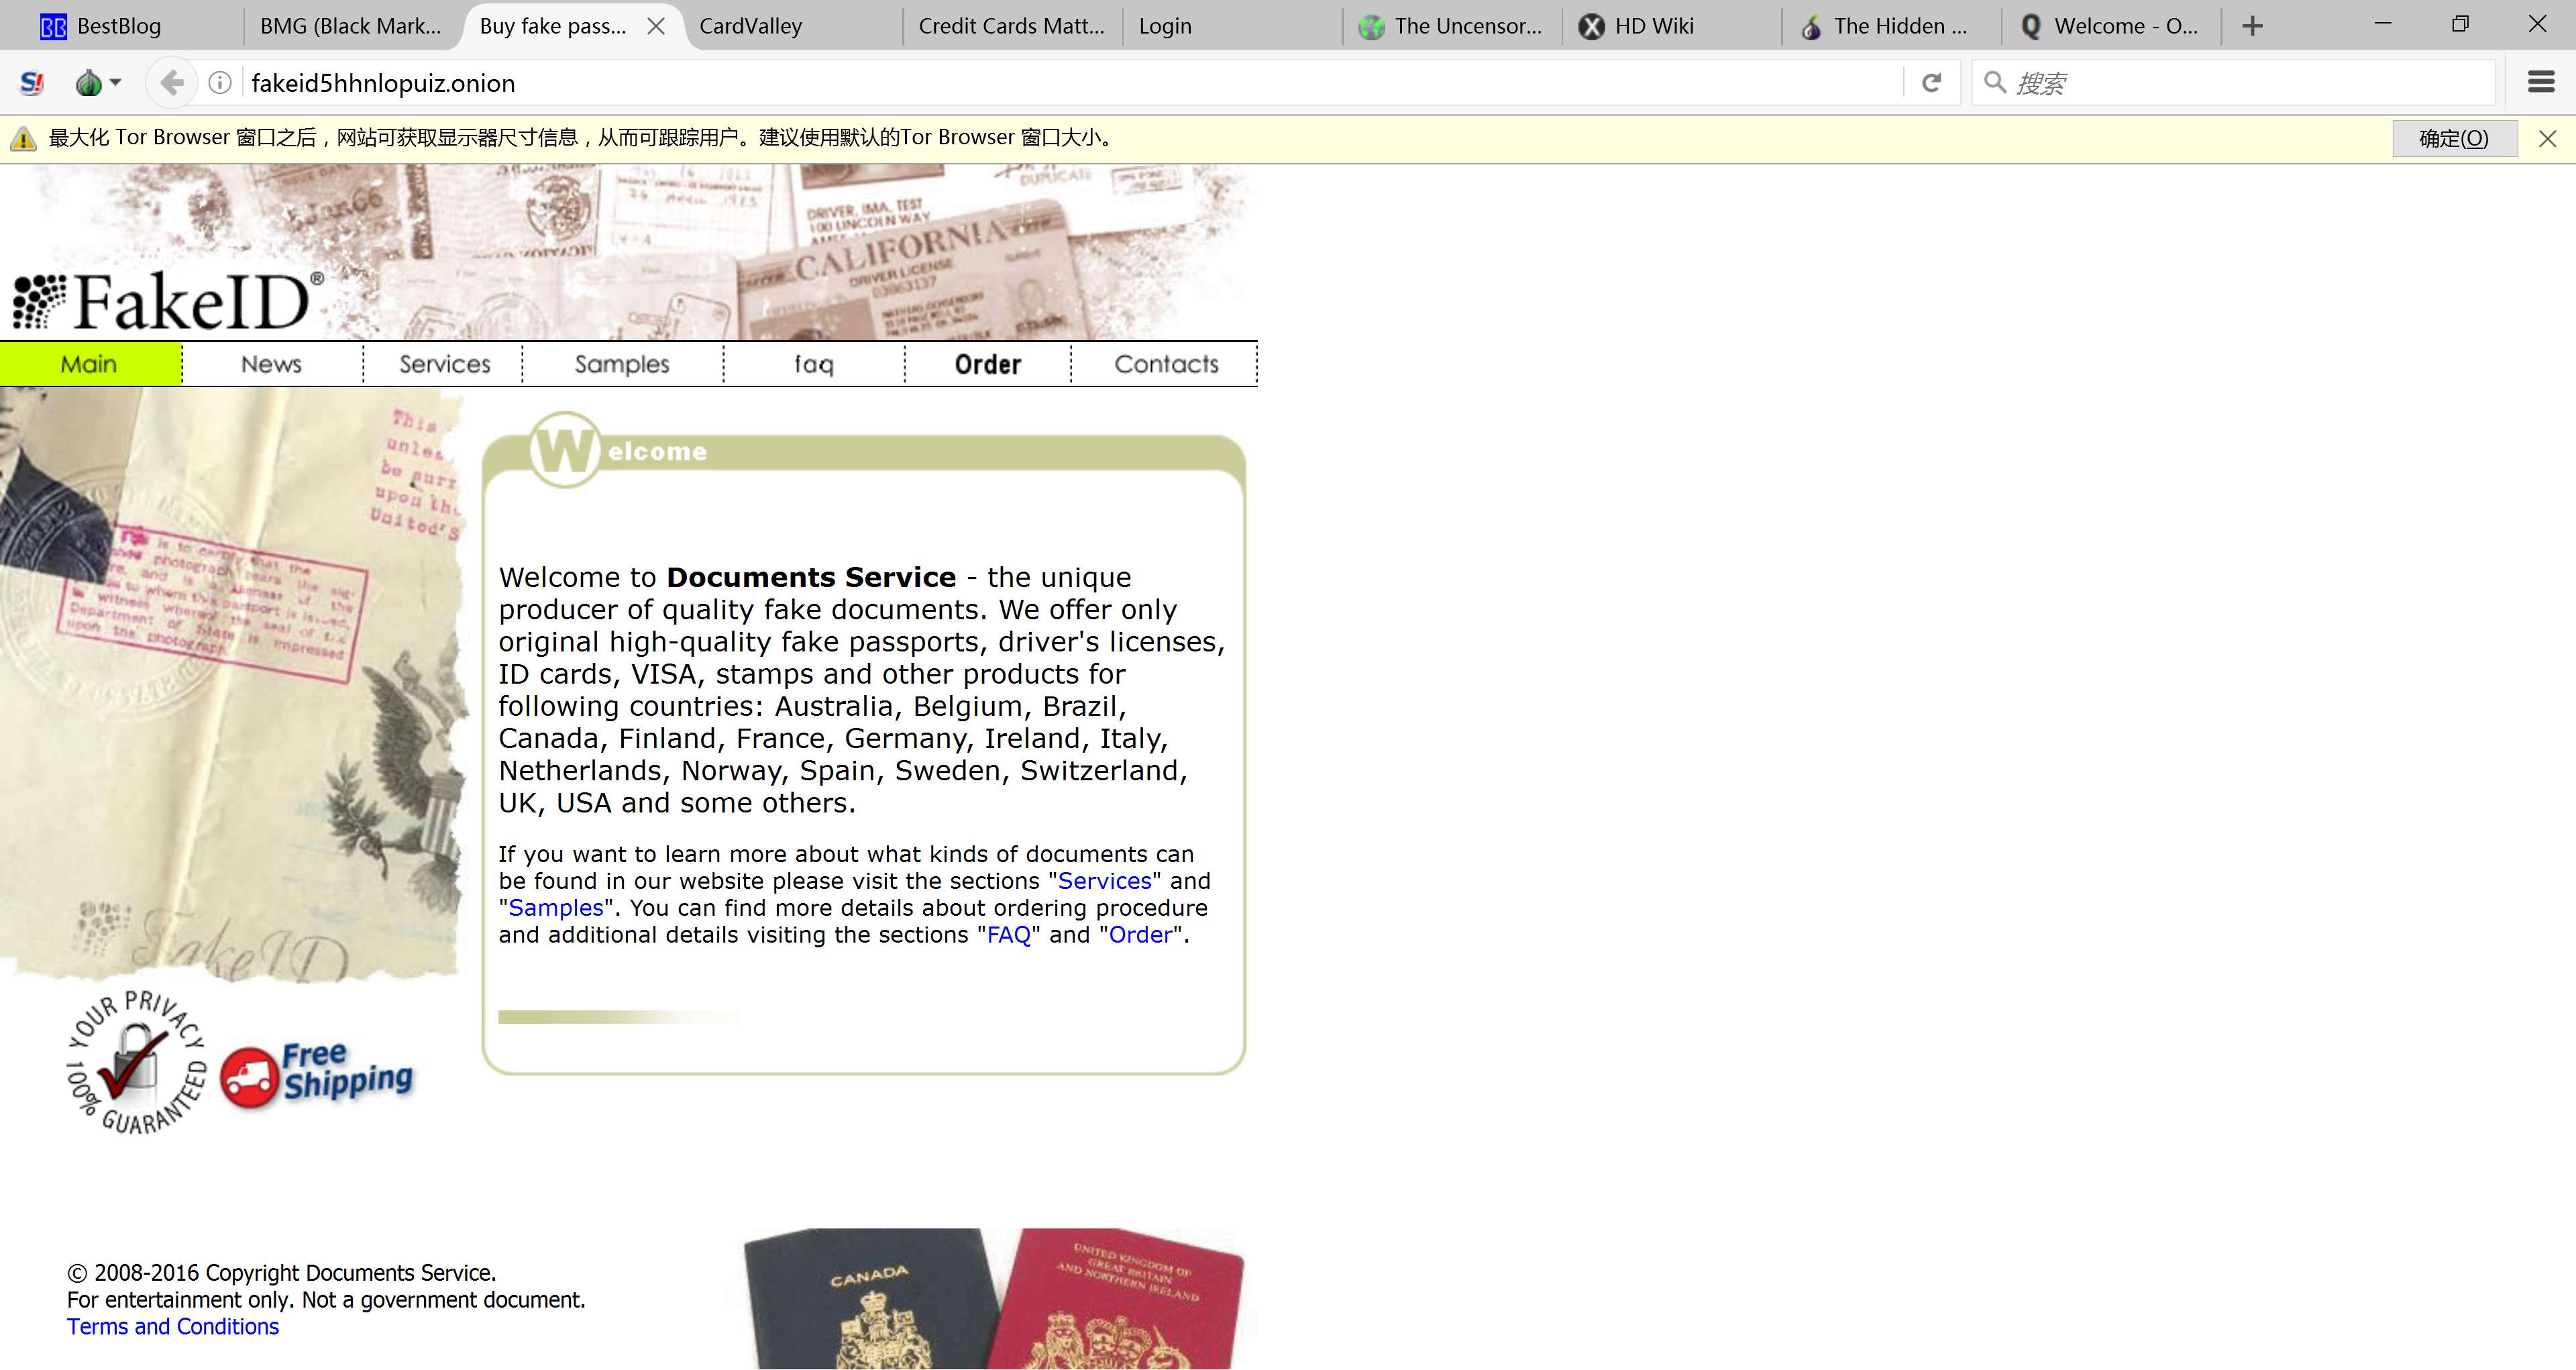 BestBlog
BMG (Black Mark...
Buy fake pass...
CardValley
Credit Cards Matt...
Login
The Uncensor...
HD Wiki
The Hidden ...
Welcome - O...
fakeid5hhnlopuiz.onion
搜索
最大化 Tor Browser 窗口之后，网站可获取显示器尺寸信息，从而可跟踪用户。建议使用默认的Tor Browser 窗口大小。
确定(O)
DUPLICATE
DRIVER, IMA, TEST
100 LINCOLN WAY
CALIFORNIA
DRIVER LICENSE
FakeID®
Main
News
Services
Samples
faq
Order
Contacts
This
unles
be surr
upon the
United S
Welcome
Welcome to Documents Service - the unique
producer of quality fake documents. We offer only
original high-quality fake passports, driver's licenses,
ID cards, VISA, stamps and other products for
following countries: Australia, Belgium, Brazil,
Canada, Finland, France, Germany, Ireland, Italy,
Netherlands, Norway, Spain, Sweden, Switzerland,
UK, USA and some others.
If you want to learn more about what kinds of documents can
be found in our website please visit the sections "Services" and
"Samples". You can find more details about ordering procedure
and additional details visiting the sections "FAQ" and "Order".
FakeID
YOUR PRIVACY
100% GUARANTEED
Free
Shipping
© 2008-2016 Copyright Documents Service.
For entertainment only. Not a government document.
Terms and Conditions
CANADA
UNITED KINGDOM OF
GREAT BRITAIN
AND NORTHERN IRELAND